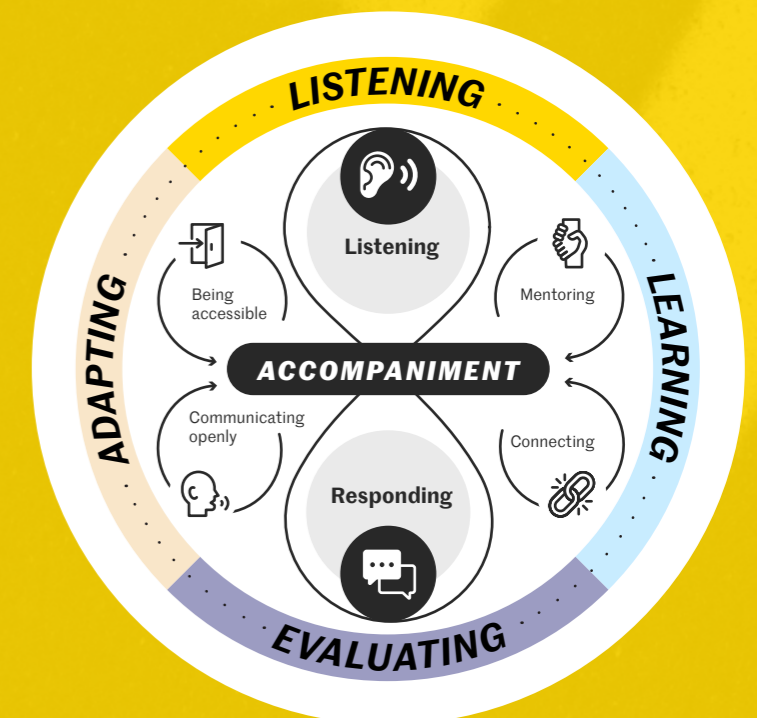 LISTENING
Listening
Being
accessible
Mentoring
ADAPTING
LEARNING
ACCOMPANIMENT
Communicating
openly
Connecting
Responding
EVALUATING